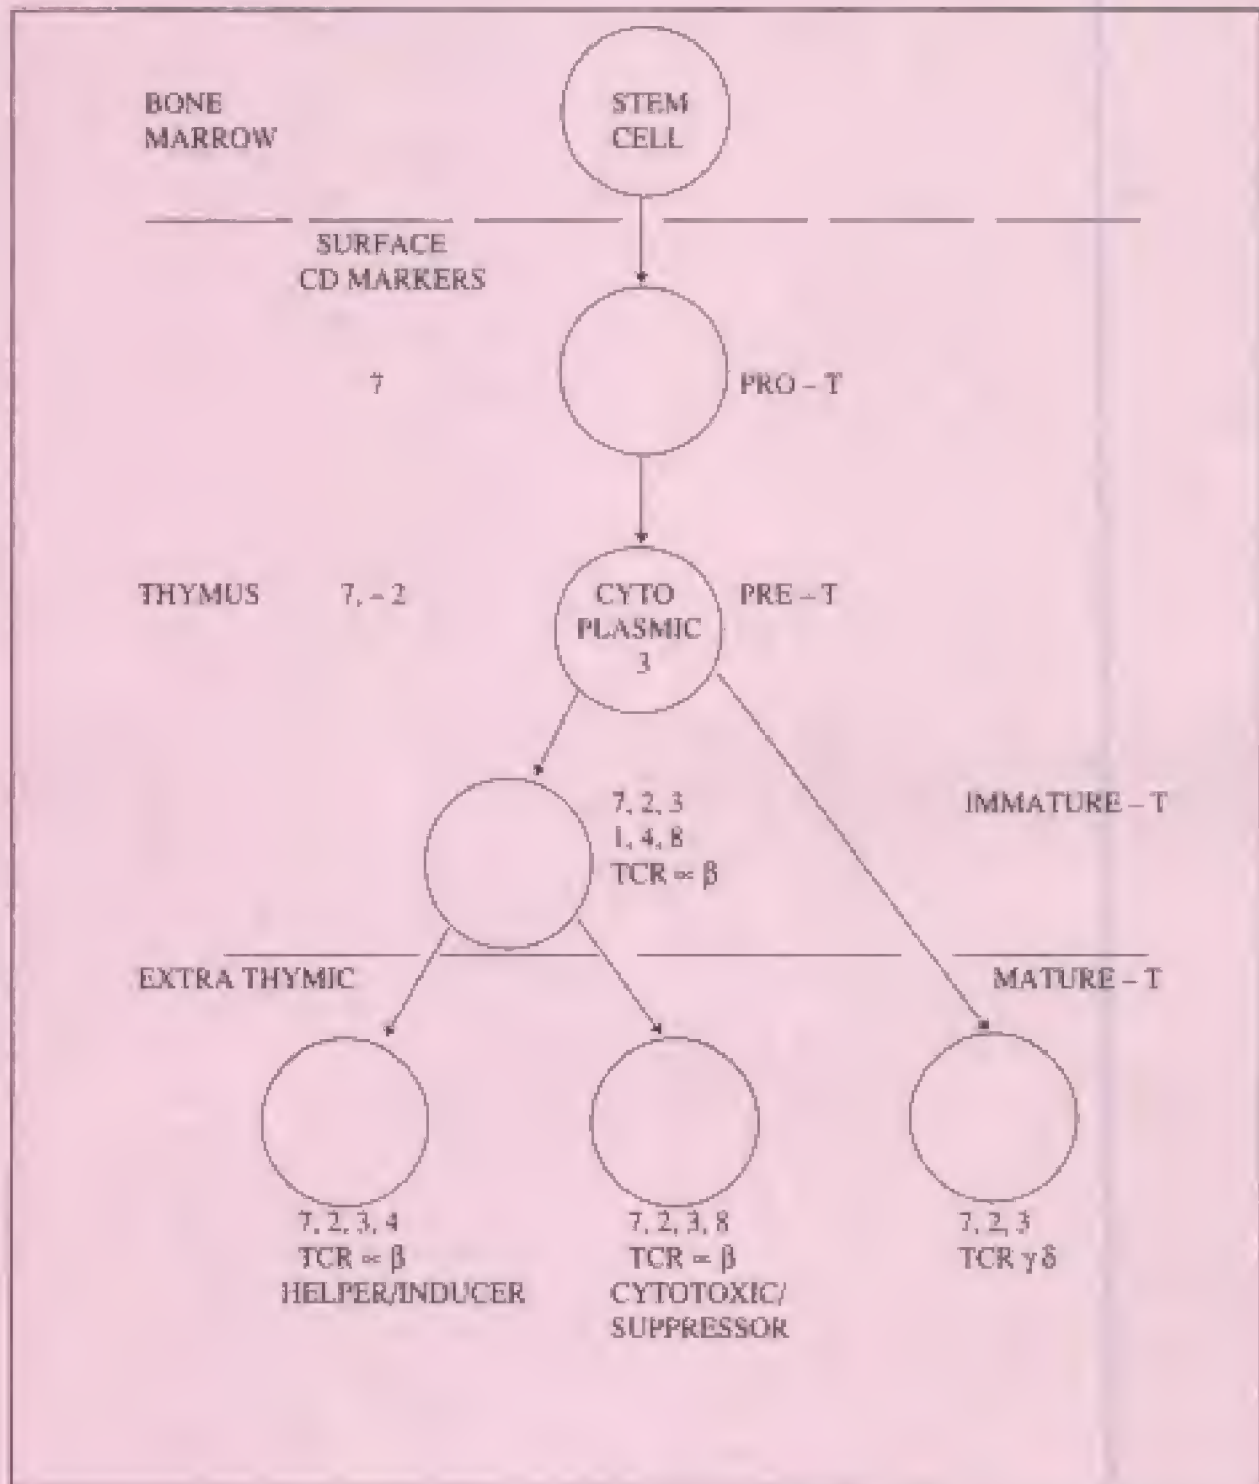 BONE
MARROW
STEM
CELL
SURFACE
CD MARKERS
7
PRO – T
THYMUS
7, – 2
CYTO
PLASMIC
3
PRE – T
7, 2, 3
1, 4, 8
TCR ∝ β
IMMATURE – T
EXTRA THYMIC
MATURE – T
7, 2, 3, 4
TCR ∝ β
HELPER/INDUCER
7, 2, 3, 8
TCR ∝ β
CYTOTOXIC/
SUPPRESSOR
7, 2, 3
TCR γ δ